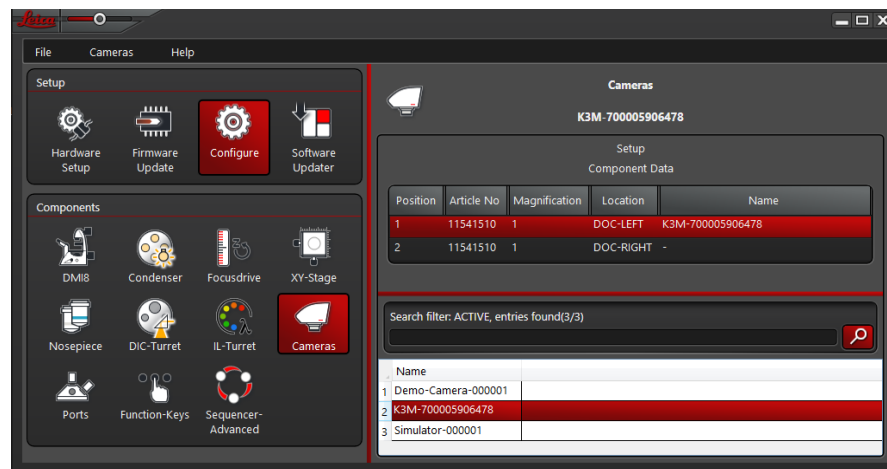 Leica
File Cameras Help
Setup
Hardware Setup
Firmware Update
Configure
Software Updater
Components
DMI8
Condenser
Focusdrive
XY-Stage
Nosepiece
DIC-Turret
IL-Turret
Cameras
Ports
Function-Keys
Sequencer-Advanced
Cameras
K3M-700005906478
Setup
Component Data
Position Article No Magnification Location Name
1 11541510 1 DOC-LEFT K3M-700005906478
2 11541510 1 DOC-RIGHT -
Search filter: ACTIVE, entries found(3/3)
Name
1 Demo-Camera-000001
2 K3M-700005906478
3 Simulator-000001